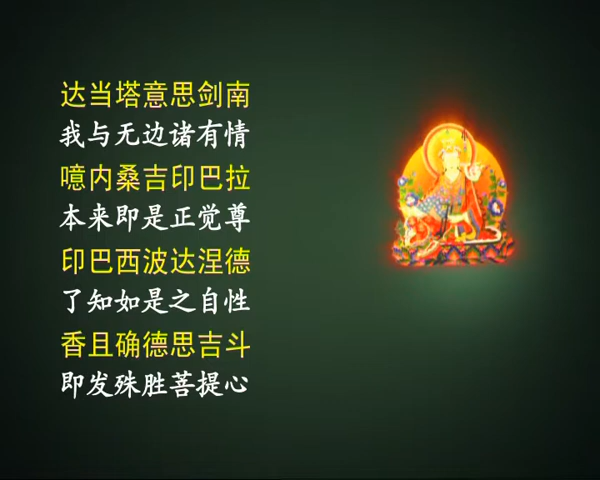 达当塔意思剑南
我与无边诸有情
噫内桑吉印巴拉
本来即是正觉尊
印巴西波达涅德
了知如是之自性
香且确德思吉斗
即发殊胜菩提心